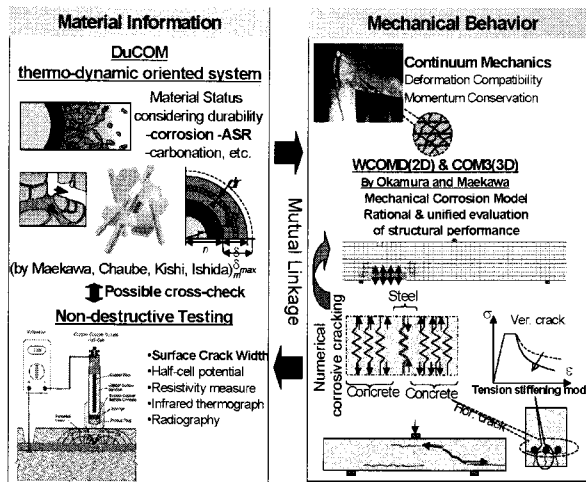 Material Information
DuCOM
thermo-dynamic oriented system
Material Status
considering durability
-corrosion -ASR
-carbonation, etc.
dr
r
n
δ
δ
m max
(by Maekawa, Chaube, Kishi, Ishida)
Possible cross-check
Non-destructive Testing
•Surface Crack Width
•Half-cell potential
•Resistivity measure
•Infrared thermograph
•Radiography
Mutual Linkage
Mechanical Behavior
Continuum Mechanics
Deformation Compatibility
Momentum Conservation
WCOMD(2D) & COM3(3D)
By Okamura and Maekawa
Mechanical Corrosion Model
Rational & unified evaluation
of structural performance
Numerical
corrosive cracking
Steel
Concrete
Concrete
σ
Ver. crack
ε
Tension stiffening mod
Hor. crack